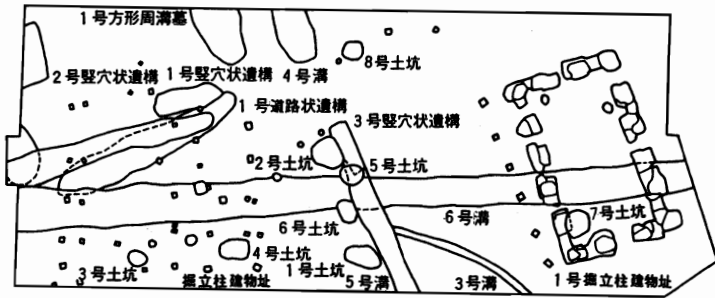 1号方形周溝墓
2号竪穴状遺構
1号竪穴状遺構
4号溝
8号土坑
1号道路状遺構
3号竪穴状遺構
2号土坑
5号土坑
6号土坑
6号溝
7号土坑
3号土坑
4号土坑
掘立柱建物址
1号土坑
5号溝
3号溝
1号掘立柱建物址